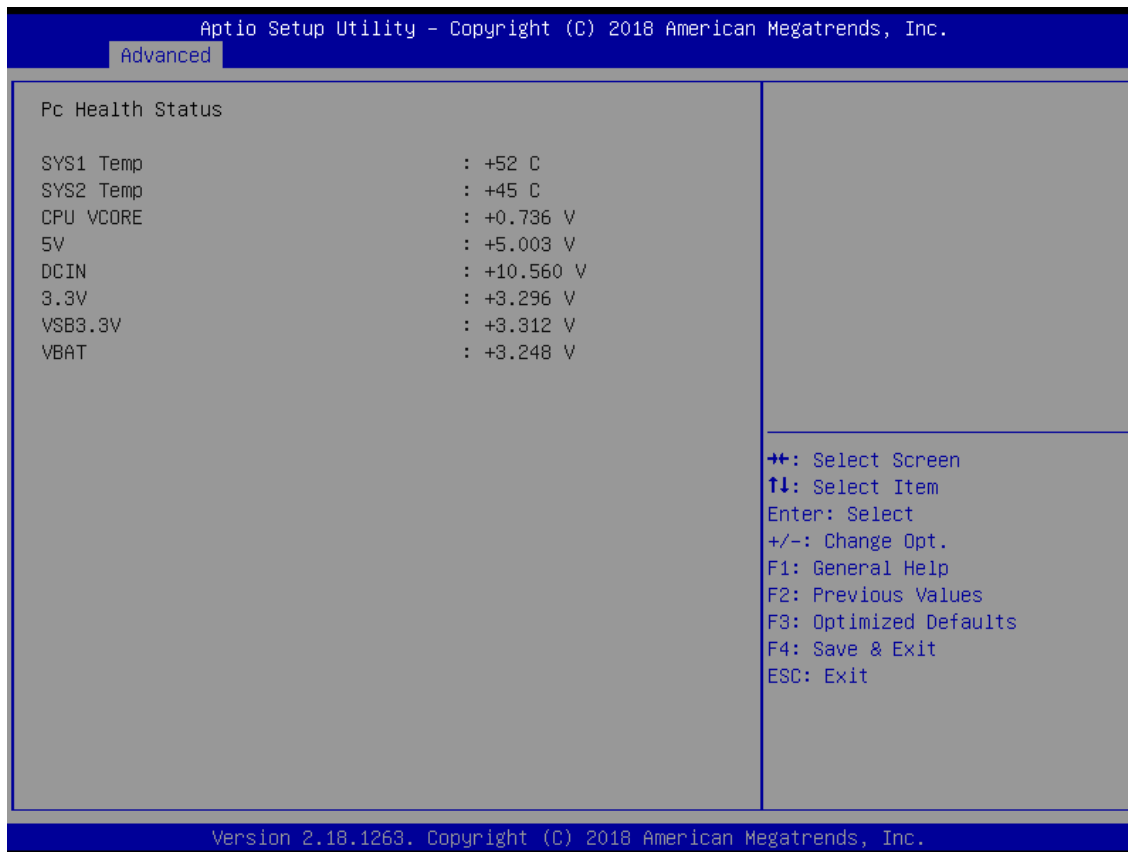 Aptio Setup Utility – Copyright (C) 2018 American Megatrends, Inc.
Advanced
Pc Health Status
SYS1 Temp : +52 C
SYS2 Temp : +45 C
CPU VCORE : +0.736 V
5V : +5.003 V
DCIN : +10.560 V
3.3V : +3.296 V
VSB3.3V : +3.312 V
VBAT : +3.248 V
→←: Select Screen
↑↓: Select Item
Enter: Select
+/-: Change Opt.
F1: General Help
F2: Previous Values
F3: Optimized Defaults
F4: Save & Exit
ESC: Exit
Version 2.18.1263. Copyright (C) 2018 American Megatrends, Inc.